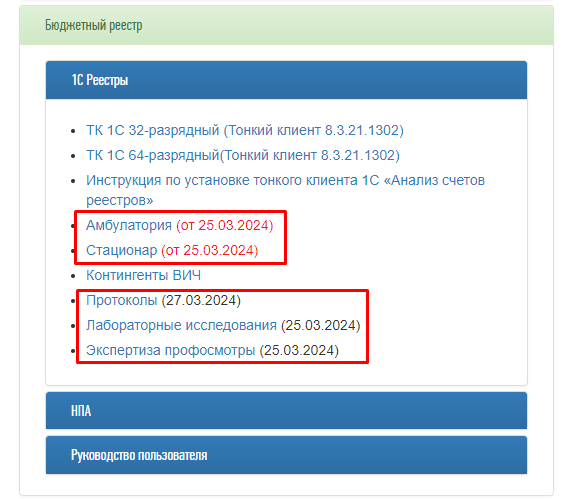 Бюджетный реестр
1С Реестры
ТК 1С 32-разрядный (Тонкий клиент 8.3.21.1302)
ТК 1С 64-разрядный(Тонкий клиент 8.3.21.1302)
Инструкция по установке тонкого клиента 1С «Анализ счетов
реестров»
Амбулатория (от 25.03.2024)
Стационар (от 25.03.2024)
Контингенты ВИЧ
Протоколы (27.03.2024)
Лабораторные исследования (25.03.2024)
Экспертиза профосмотры (25.03.2024)
НПА
Руководство пользователя